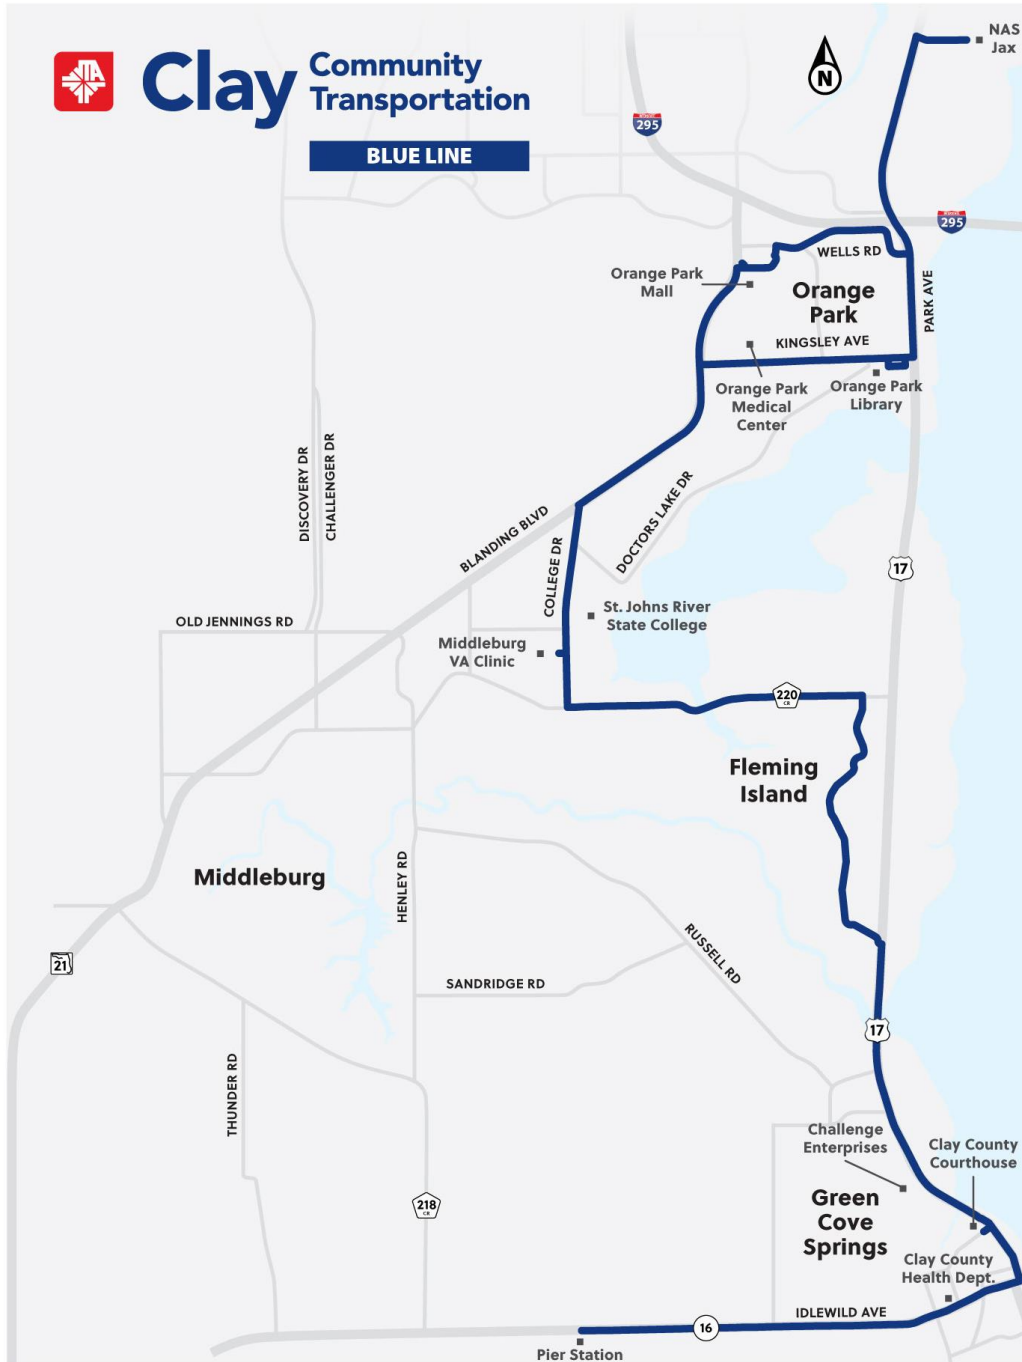 JTA
Clay
Community
Transportation
BLUE LINE
N
NAS
Jax
295
295
WELLS RD
Orange Park
Mall
Orange
Park
PARK AVE
KINGSLEY AVE
Orange Park
Medical
Center
Orange Park
Library
DISCOVERY DR
CHALLENGER DR
BLANDING BLVD
COLLEGE DR
DOCTORS LAKE DR
17
OLD JENNINGS RD
St. Johns River
State College
Middleburg
VA Clinic
220
CR
Fleming
Island
Middleburg
HENLEY RD
RUSSELL RD
21
SANDRIDGE RD
17
THUNDER RD
Challenge
Enterprises
Clay County
Courthouse
218
CR
Green
Cove
Springs
Clay County
Health Dept.
IDLEWILD AVE
16
Pier Station